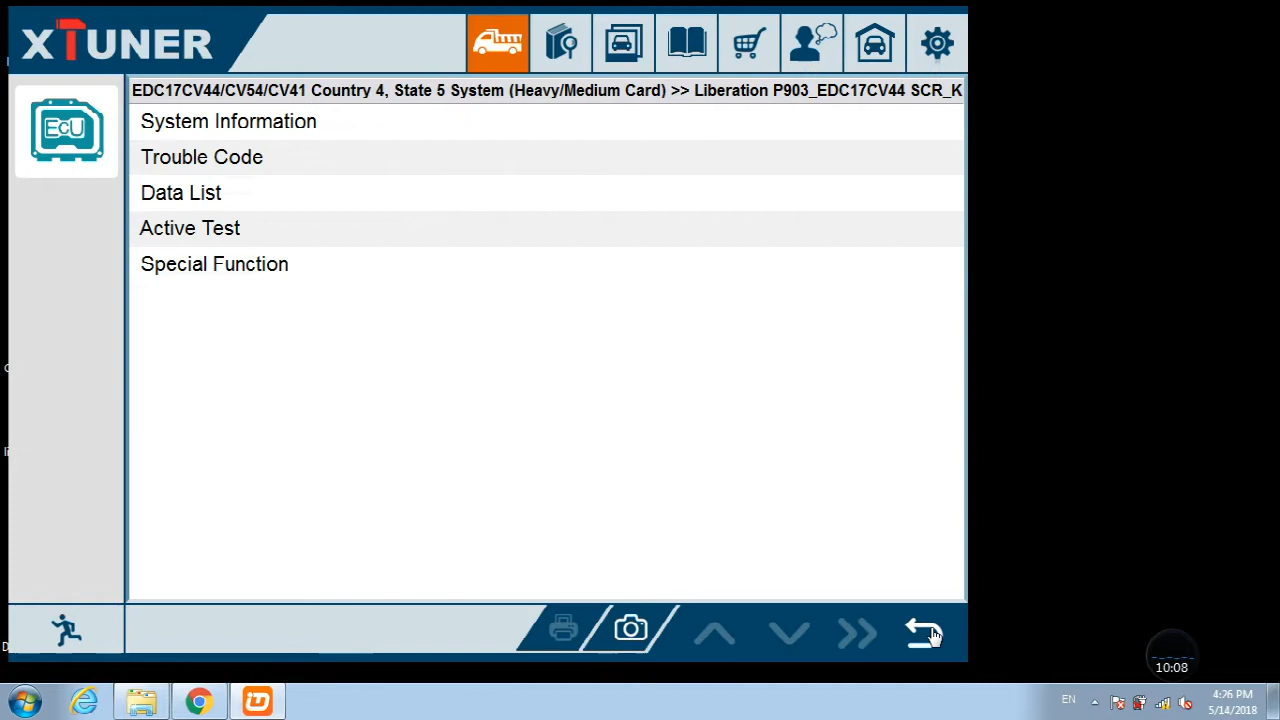 XTUNER
EDC17CV44/CV54/CV41 Country 4, State 5 System (Heavy/Medium Card) >> Liberation P903_EDC17CV44 SCR_K
ECU
System Information
Trouble Code
Data List
Active Test
Special Function
10:08
EN
4:26 PM
5/14/2018